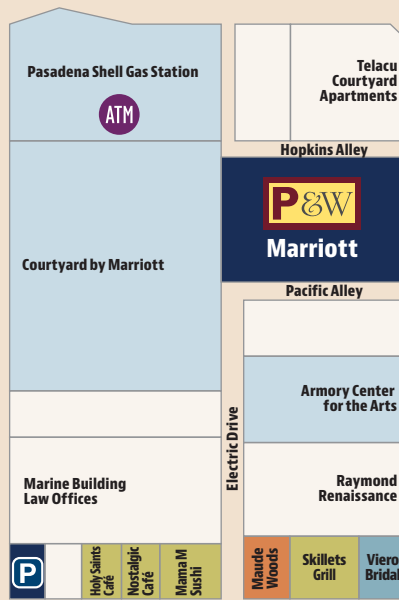 Pasadena Shell Gas Station
ATM
Telacu
Courtyard
Apartments
Hopkins Alley
P&W
Marriott
Courtyard by Marriott
Pacific Alley
Armory Center
for the Arts
Electric Drive
Marine Building
Law Offices
Raymond
Renaissance
P
Holy Saints
Café
Nostalgic
Café
Mama M
Sushi
Maude
Woods
Skillets
Grill
Viero
Bridal